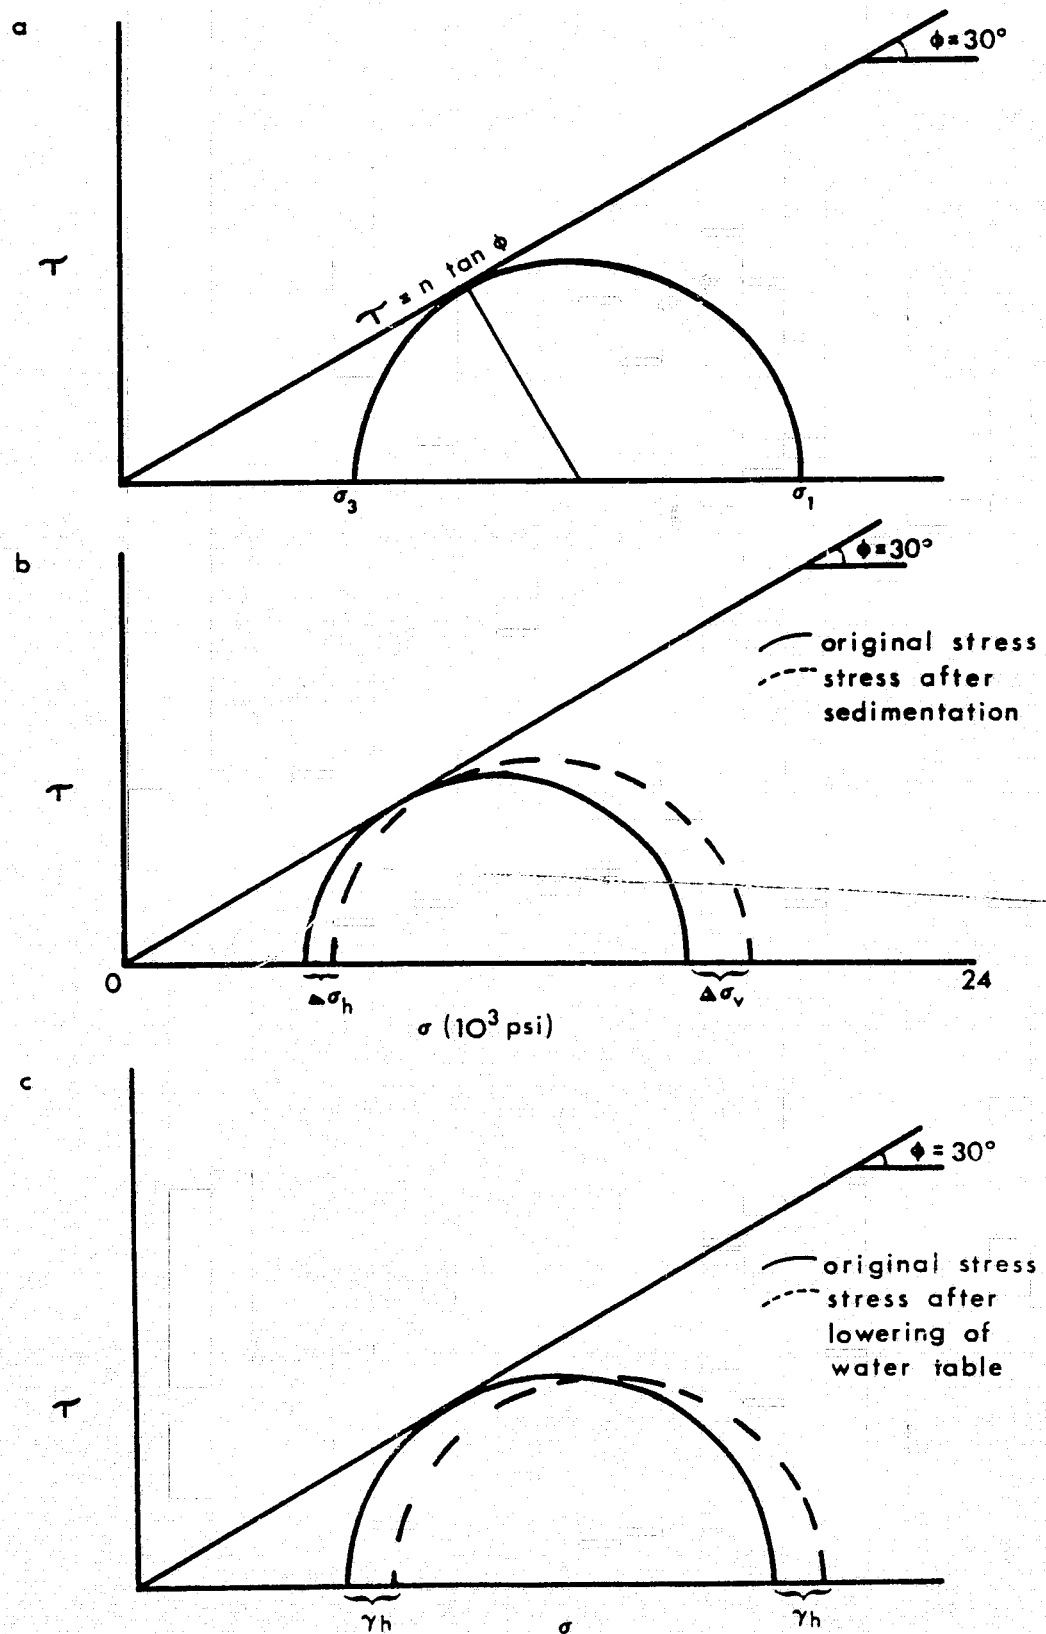 a
ϕ = 30°
τ = n tan ϕ
τ
σ₃
σ₁
b
ϕ = 30°
original stress
stress after
sedimentation
τ
0
24
Δσₕ
Δσᵥ
σ (10³ psi)
c
ϕ = 30°
original stress
stress after
lowering of
water table
τ
γh
γh
σ